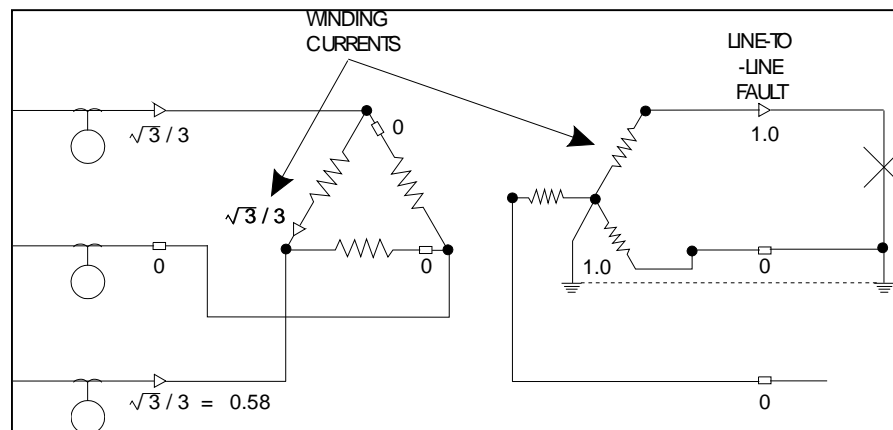 WINDING
CURRENTS
LINE-TO
-LINE
FAULT
√3 / 3
0
1.0
√3 / 3
0
0
1.0
0
√3 / 3 = 0.58
0